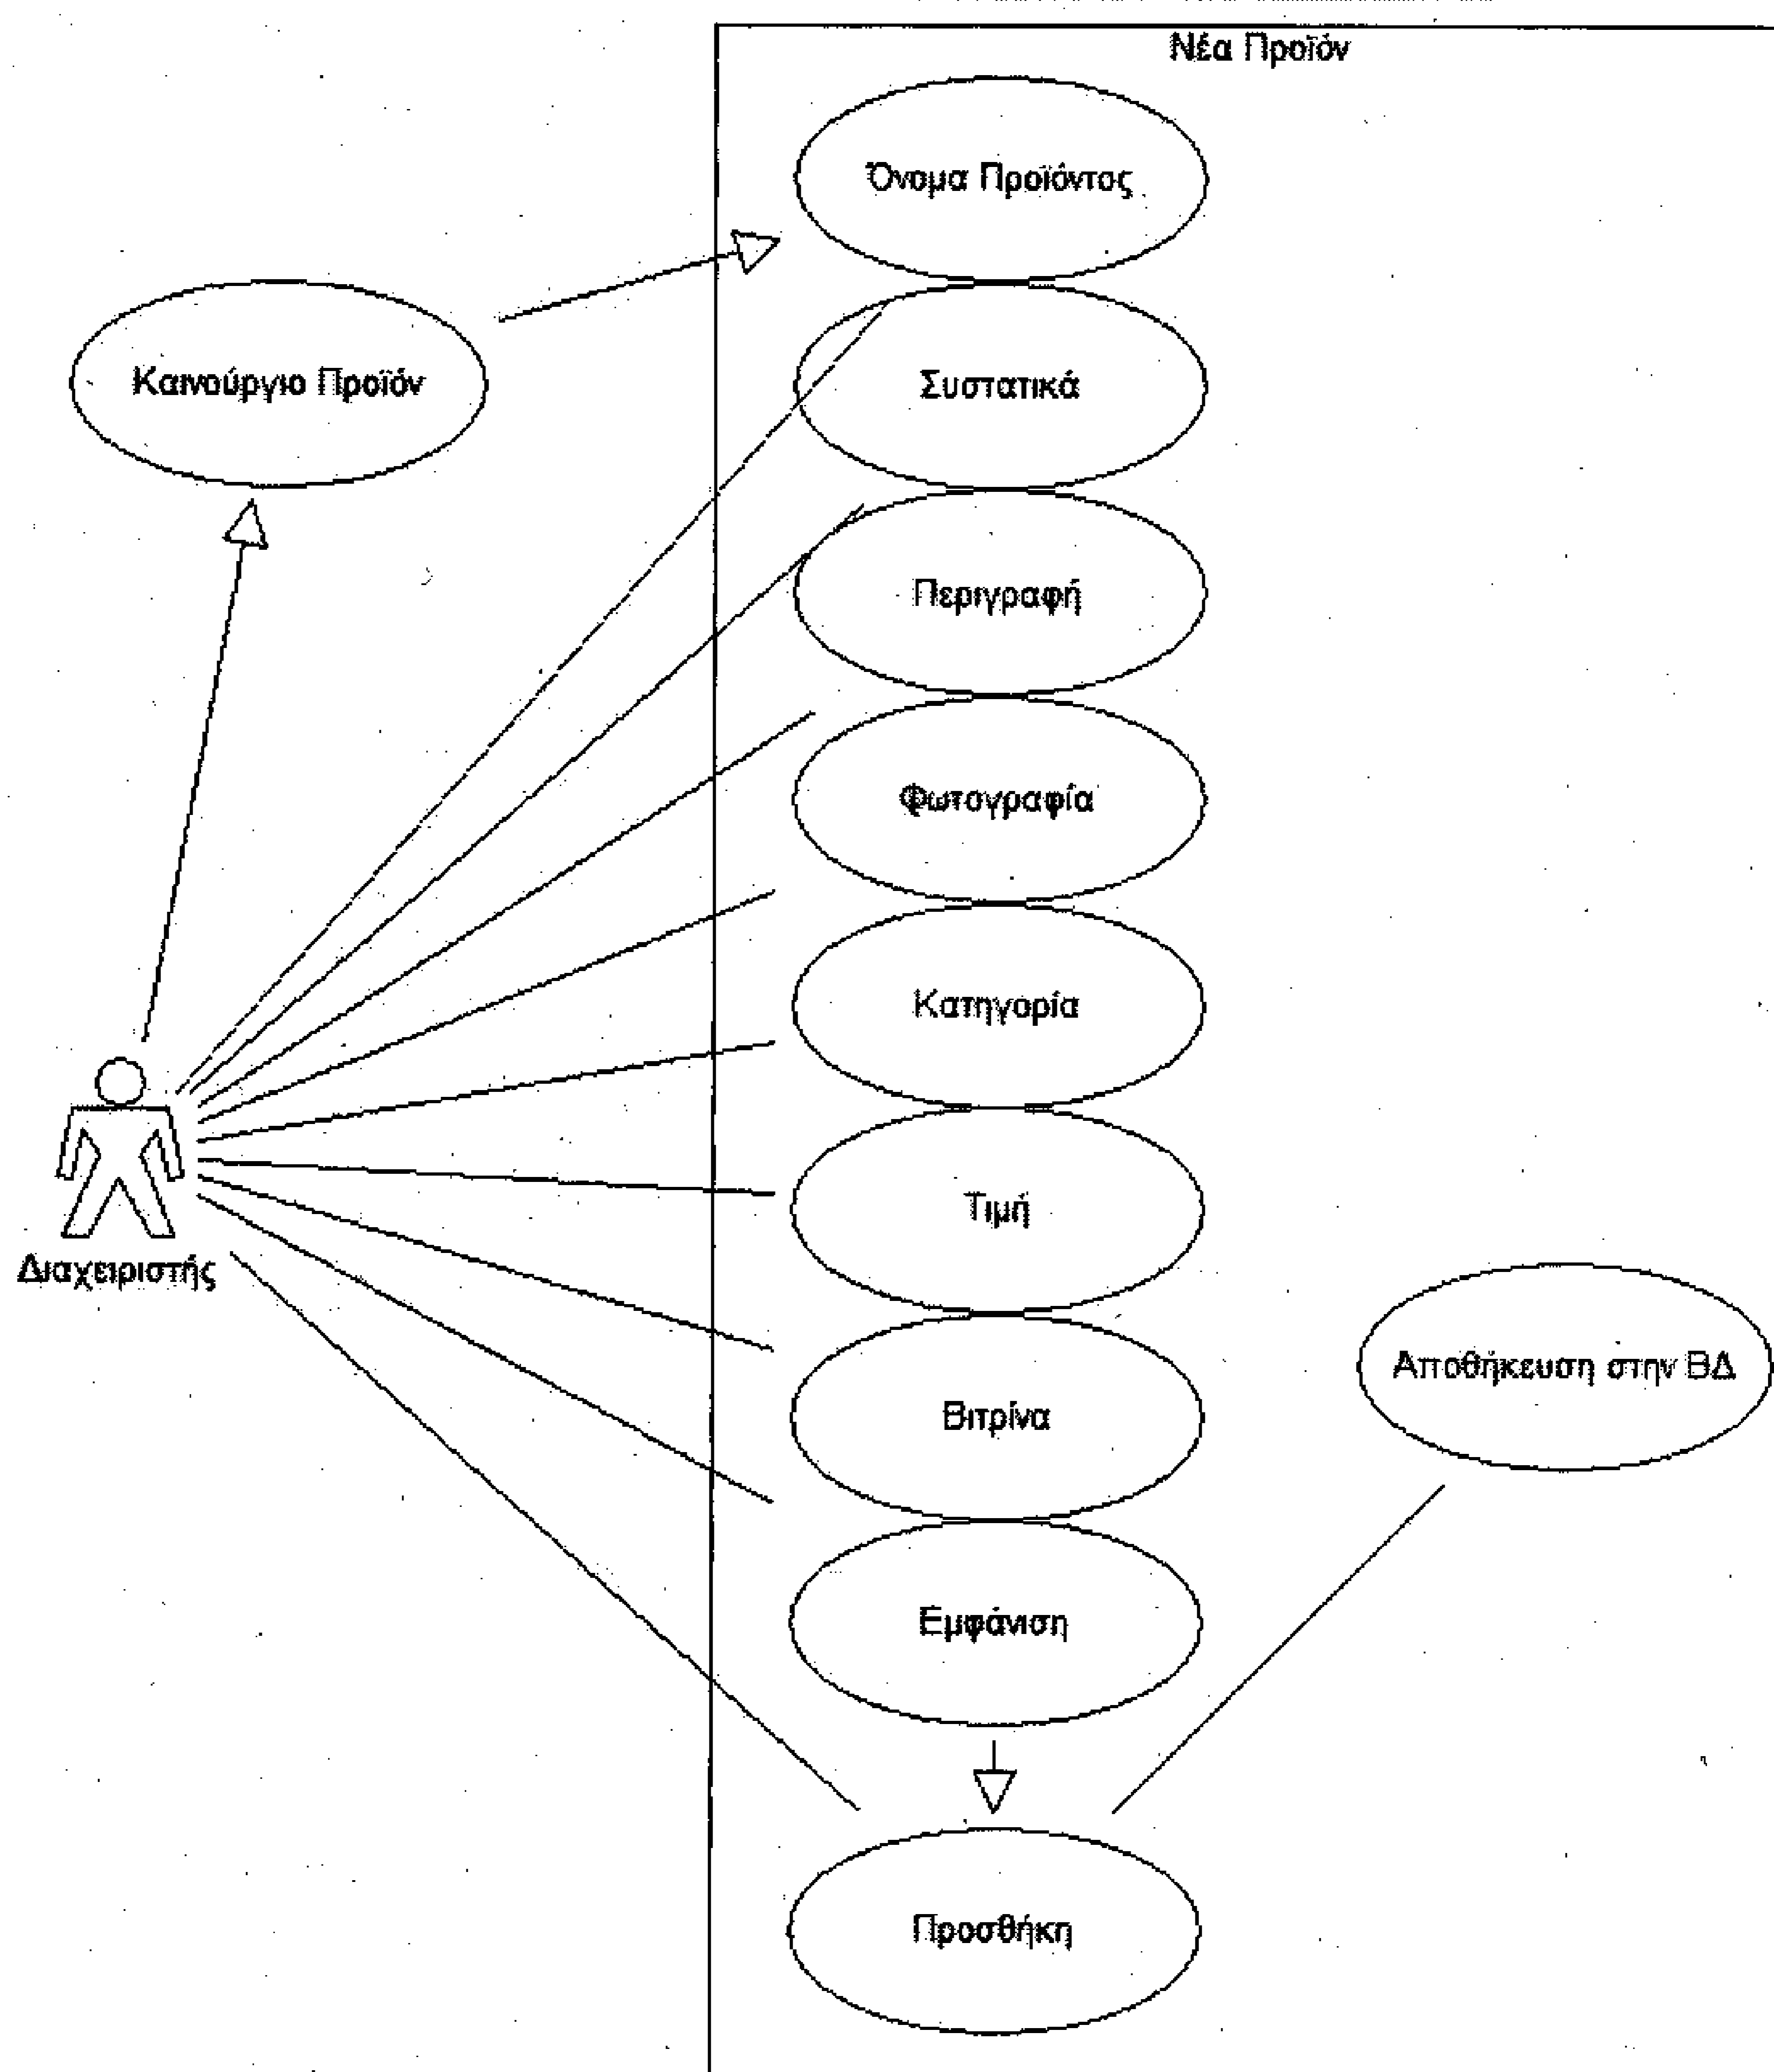 Νέα Προϊόν
Όνομα Προϊόντος
Καινούργιο Προϊόν
Συστατικά
Περιγραφή
Φωτογραφία
Κατηγορία
Τιμή
Διαχειριστής
Αποθήκευση στην ΒΔ
Βιτρίνα
Εμφάνιση
Προσθήκη